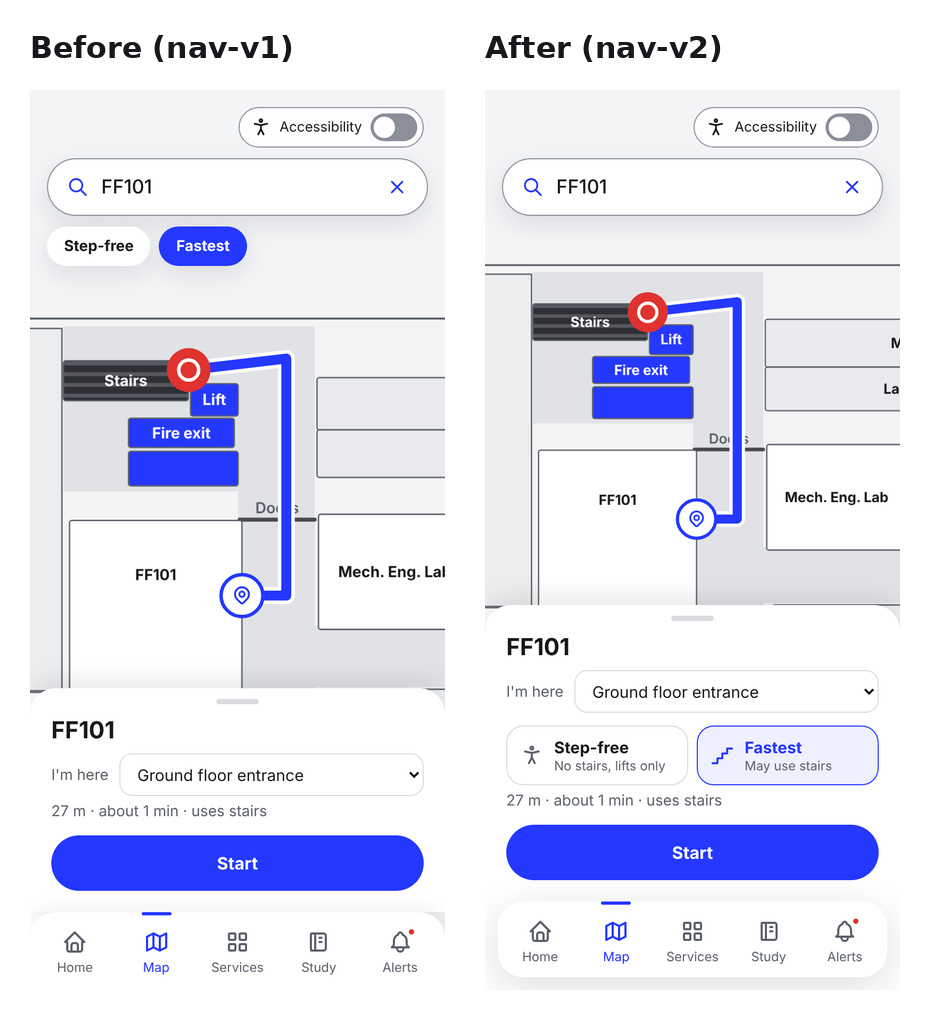 Before (nav-v1)
Accessibility
FF101
Step-free
Fastest
Stairs
Lift
Fire exit
Doors
FF101
Mech. Eng. Lab
FF101
I'm here
Ground floor entrance
27 m · about 1 min · uses stairs
Start
Home
Map
Services
Study
Alerts
After (nav-v2)
Accessibility
FF101
Stairs
Lift
Fire exit
M
La
Doors
FF101
Mech. Eng. Lab
FF101
I'm here
Ground floor entrance
Step-free
No stairs, lifts only
Fastest
May use stairs
27 m · about 1 min · uses stairs
Start
Home
Map
Services
Study
Alerts